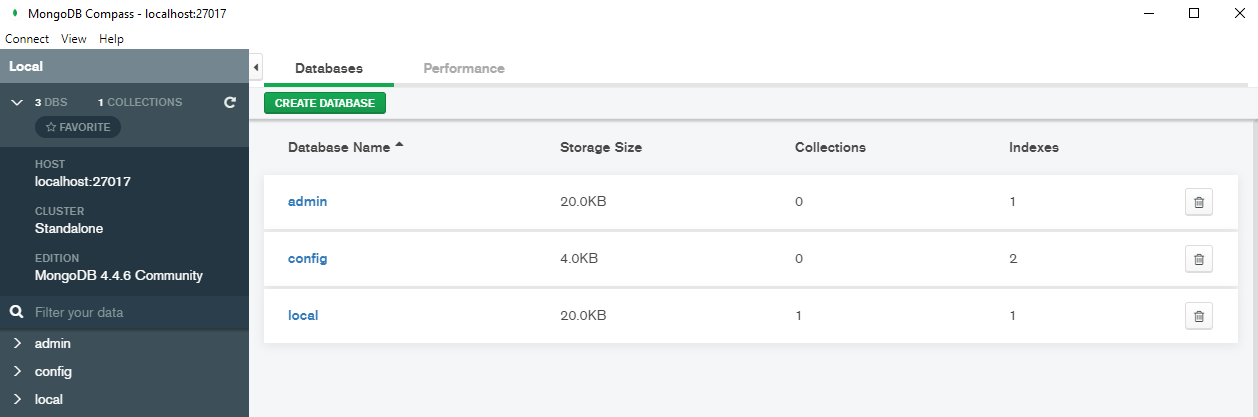 MongoDB Compass - localhost:27017
Connect View Help
Local
Databases Performance
3 DBS 1 COLLECTIONS
FAVORITE
CREATE DATABASE
HOST
localhost:27017
CLUSTER
Standalone
EDITION
MongoDB 4.4.6 Community
Filter your data
admin
config
local
Database Name Storage Size Collections Indexes
admin 20.0KB 0 1
config 4.0KB 0 2
local 20.0KB 1 1